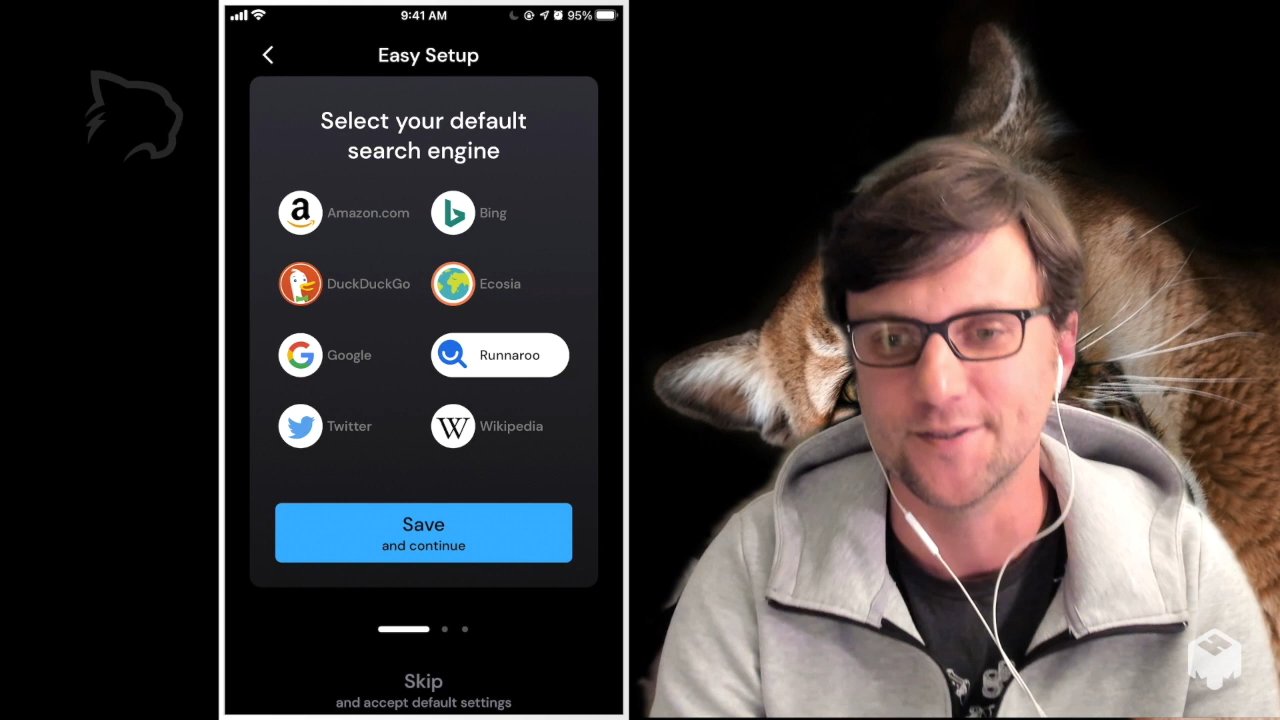 9:41 AM
95%
Easy Setup
Select your default
search engine
Amazon.com
Bing
DuckDuckGo
Ecosia
Google
Runnaroo
Twitter
Wikipedia
Save
and continue
Skip
and accept default settings